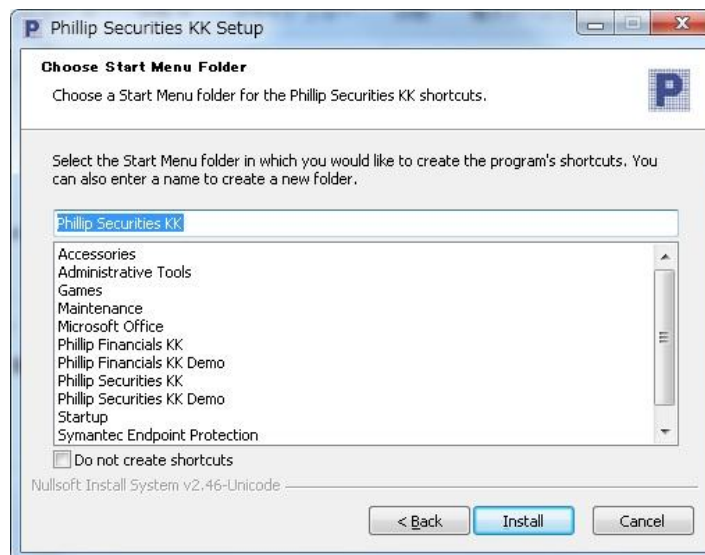 Phillip Securities KK Setup
Choose Start Menu Folder
Choose a Start Menu folder for the Phillip Securities KK shortcuts.
P
Select the Start Menu folder in which you would like to create the program's shortcuts. You
can also enter a name to create a new folder.
Phillip Securities KK
Accessories
Administrative Tools
Games
Maintenance
Microsoft Office
Phillip Financials KK
Phillip Financials KK Demo
Phillip Securities KK
Phillip Securities KK Demo
Startup
Symantec Endpoint Protection
Do not create shortcuts
Nullsoft Install System v2.46-Unicode
< Back
Install
Cancel